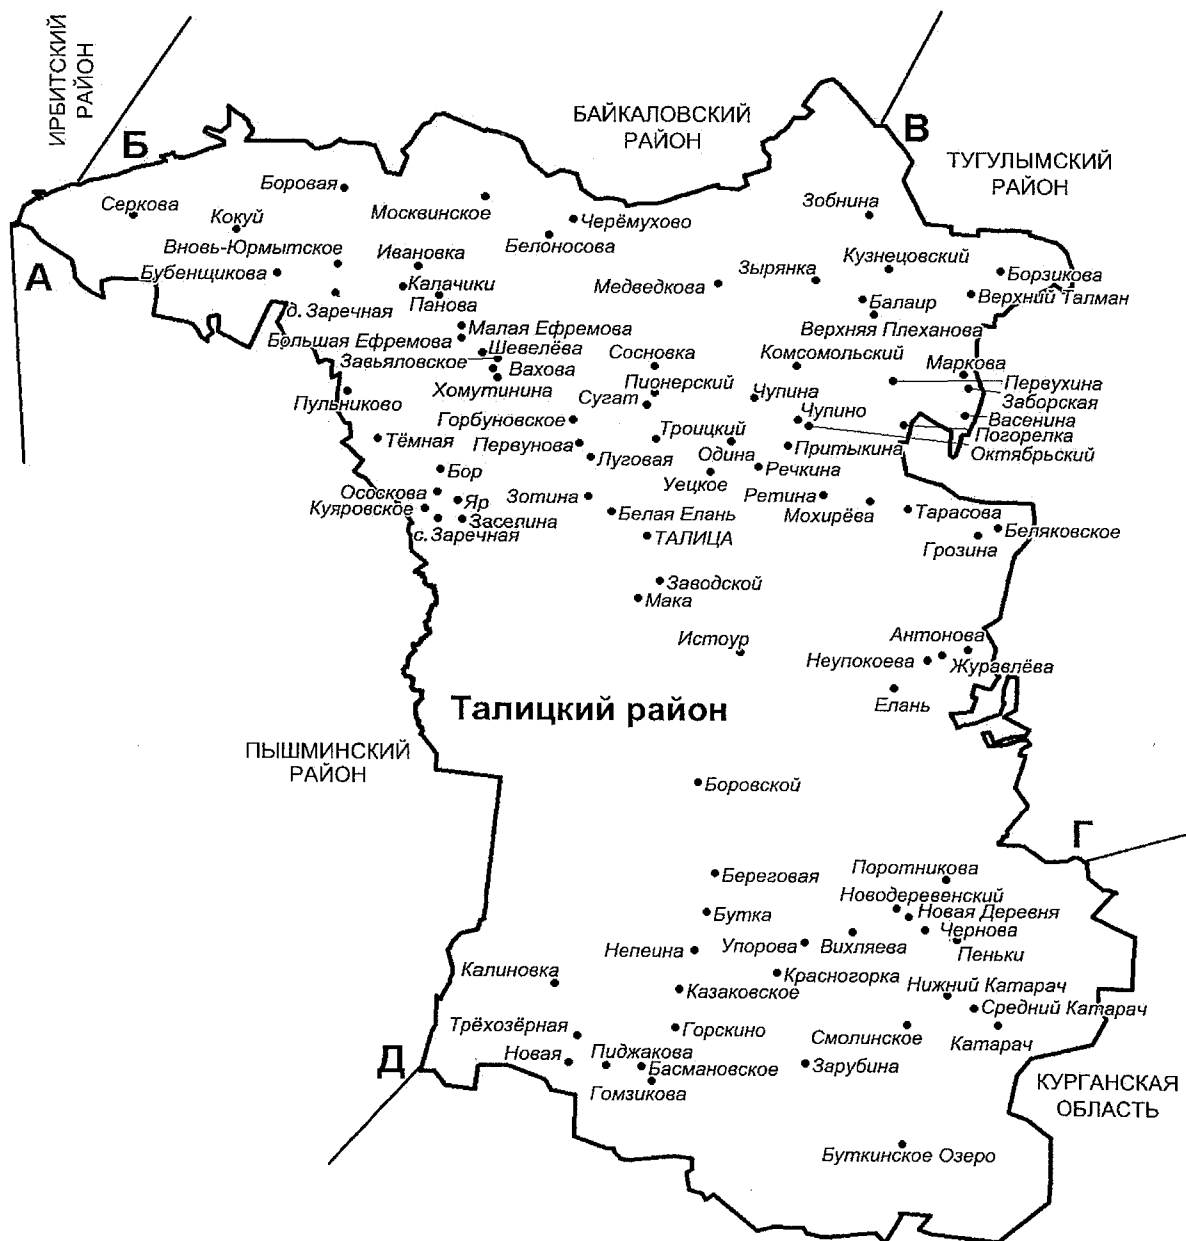 ИРБИТСКИЙ
РАЙОН
Б
БАЙКАЛОВСКИЙ
РАЙОН
В
ТУГУЛЫМСКИЙ
РАЙОН
Боровая
Серкова
Кокуй
Москвинское
Черёмухово
Зобнина
Вновь-Юрмытское
Ивановка
Белоносова
Кузнецовский
А
Бубенщикова
Калачики
Медведкова
Зырянка
Борзикова
Панова
Верхний Талман
д. Заречная
Балаир
Малая Ефремова
Верхняя Плеханова
Большая Ефремова
Шевелёва
Сосновка
Комсомольский
Завьяловское
Вахова
Маркова
Хомутинина
Пионерский
Первухина
Пульниково
Сугат
Чупина
Заборская
Горбуновское
Чупино
Васенина
Тёмная
Первунова
Троицкий
Погорелка
Луговая
Одина
Притыкина
Октябрьский
Бор
Речкина
Уецкое
Ососкова
Зотина
Ретина
Яр
Мохирёва
Куяровское
Белая Елань
Тарасова
Заселина
Беляковское
с. Заречная
ТАЛИЦА
Грозина
Заводской
Мака
Истоур
Антонова
Неупокоева
Журавлёва
Елань
Талицкий район
ПЫШМИНСКИЙ
РАЙОН
Боровской
Г
Береговая
Поротникова
Новодеревенский
Бутка
Новая Деревня
Чернова
Непеина
Упорова
Вихляева
Пеньки
Калиновка
Красногорка
Казаковское
Нижний Катарач
Средний Катарач
Трёхозёрная
Горскино
Смолинское
Катарач
Д
Новая
Пиджакова
Басмановское
Зарубина
Гомзикова
КУРГАНСКАЯ
ОБЛАСТЬ
Буткинское Озеро